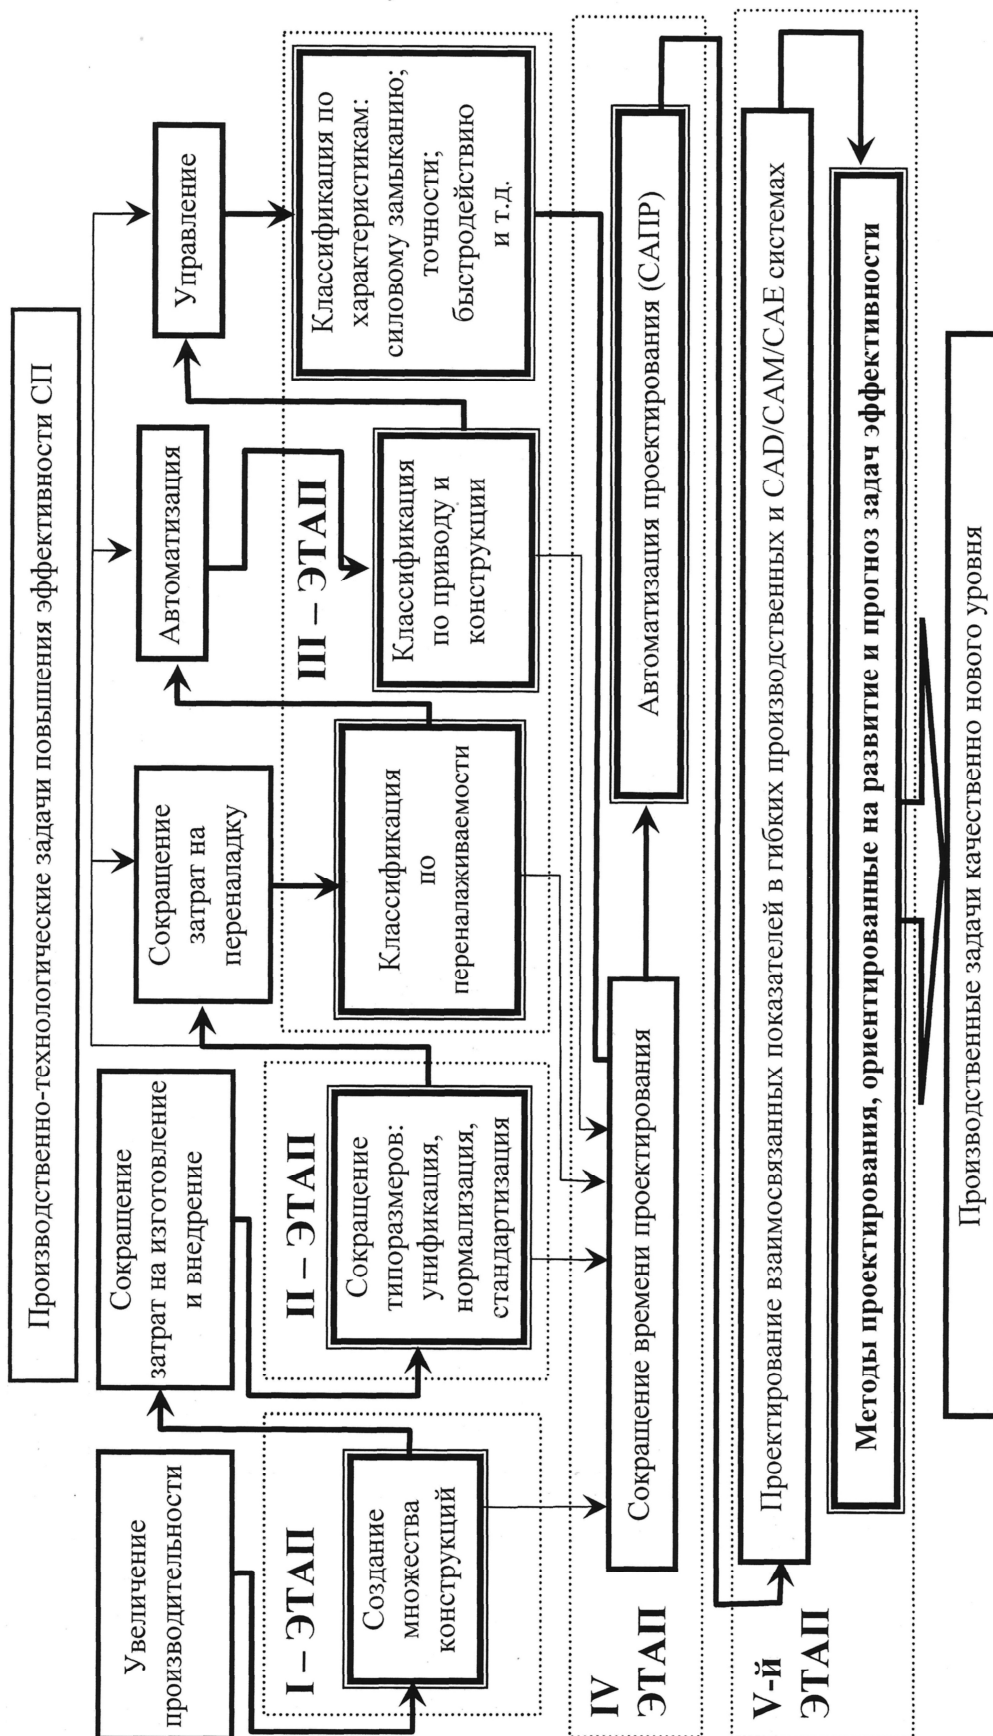 Производственно-технологические задачи повышения эффективности СП
Увеличение
производительности
Сокращение
затрат на изготовление
и внедрение
Сокращение
затрат на
переналадку
Автоматизация
Управление
I – ЭТАП
Создание
множества
конструкций
II – ЭТАП
Сокращение
типоразмеров:
унификация,
нормализация,
стандартизация
III – ЭТАП
Классификация
по
переналаживаемости
Классификация
по приводу и
конструкции
Классификация по
характеристикам:
силовому замыканию;
точности;
быстродействию
и т.д.
IV
ЭТАП
Сокращение времени проектирования
Автоматизация проектирования (САПР)
V-й
ЭТАП
Проектирование взаимосвязанных показателей в гибких производственных и CAD/CAM/CAE системах
Методы проектирования, ориентированные на развитие и прогноз задач эффективности
Производственные задачи качественно нового уровня